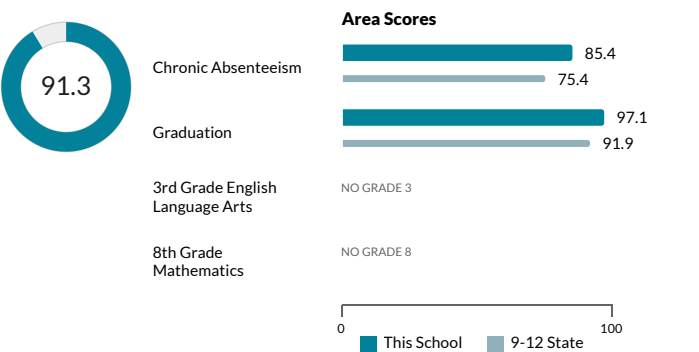 91.3
Area Scores
Chronic Absenteeism
85.4
75.4
Graduation
97.1
91.9
3rd Grade English
Language Arts
NO GRADE 3
8th Grade
Mathematics
NO GRADE 8
0
100
This School
9-12 State